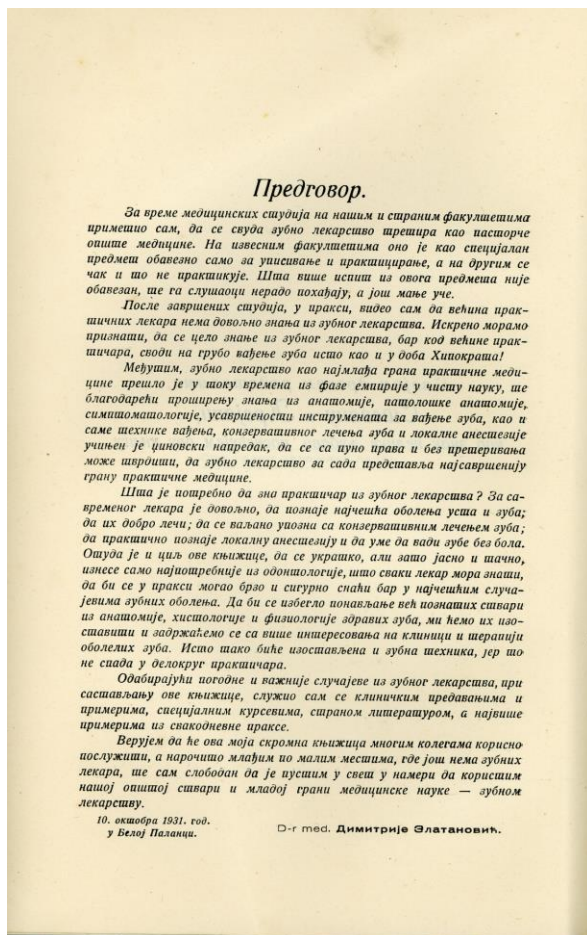 Предговор.
За време медицинских студија на нашим и страним факултетима
приметио сам, да се свуда зубно лекарство третира као пасторче
опште медицине. На извесним факултетима оно је као специјалан
предмет обавезно само за уписивање и практицирање, а на другим се
чак и то не практикује. Шта више испит из овога предмета није
обавезан, те га слушаоци нерадо похађају, а још мање уче.
После завршених студија, у пракси, видео сам да већина прак-
тичних лекара нема довољно знања из зубног лекарства. Искрено морамо
признати, да се цело знање из зубног лекарства, бар код већине прак-
тичара, своди на грубо вађење зуба исто као и у доба Хипократа!
Међутим, зубно лекарство као најмлађа грана практичне меди-
цине прешло је у току времена из фазе емпирије у чисту науку, те
благодарећи проширењу знања из анатомије, патолошке анатомије,
симптоматологије, усавршености инструмената за вађење зуба, као и
саме технике вађења, конзервативног лечења зуба и локалне анестезије
учињен је џиновски напредак, да се са пуно права и без претеривања
може тврдити, да зубно лекарство за сада представља најсавршенију
грану практичне медицине.
Шта је потребно да зна практичар из зубног лекарства? За са-
временог лекара је довољно, да познаје најчешћа оболења уста и зуба;
да их добро лечи; да се ваљано упозна са конзервативним лечењем зуба;
да практично познаје локалну анестезију и да уме да вади зубе без бола.
Отуда је и циљ ове књижице, да се украшко, али зато јасно и тачно,
изнесе само најпотребније из одонтологије, што сваки лекар мора знати,
да би се у пракси могао брзо и сигурно снаћи бар у најчешћим случа-
јевима зубних оболења. Да би се избегло понављање већ познатих ствари
из анатомије, хистологије и физиологије здравих зуба, ми ћемо их изо-
ставити и задржаћемо се са више интересовања на клиници и терапији
оболелих зуба. Исто тако биће изостављена и зубна техника, јер то
не спада у делокруг практичара.
Одабирајући погодне и важније случајеве из зубног лекарства, при
састављању ове књижице, служио сам се клиничким предавањима и
примерима, специјалним курсевима, страном литературом, а највише
примерима из свакодневне праксе.
Верујем да ће ова моја скромна књижица многим колегама корисно
послужити, а нарочито млађим по малим местима, где још нема зубних
лекара, те сам слободан да је пустим у свет у намери да користим
нашој општој ствари и младој грани медицинске науке — зубном
лекарству.
10. октобра 1931. год.
у Белој Паланци.
D-r med. Димитрије Златановић.